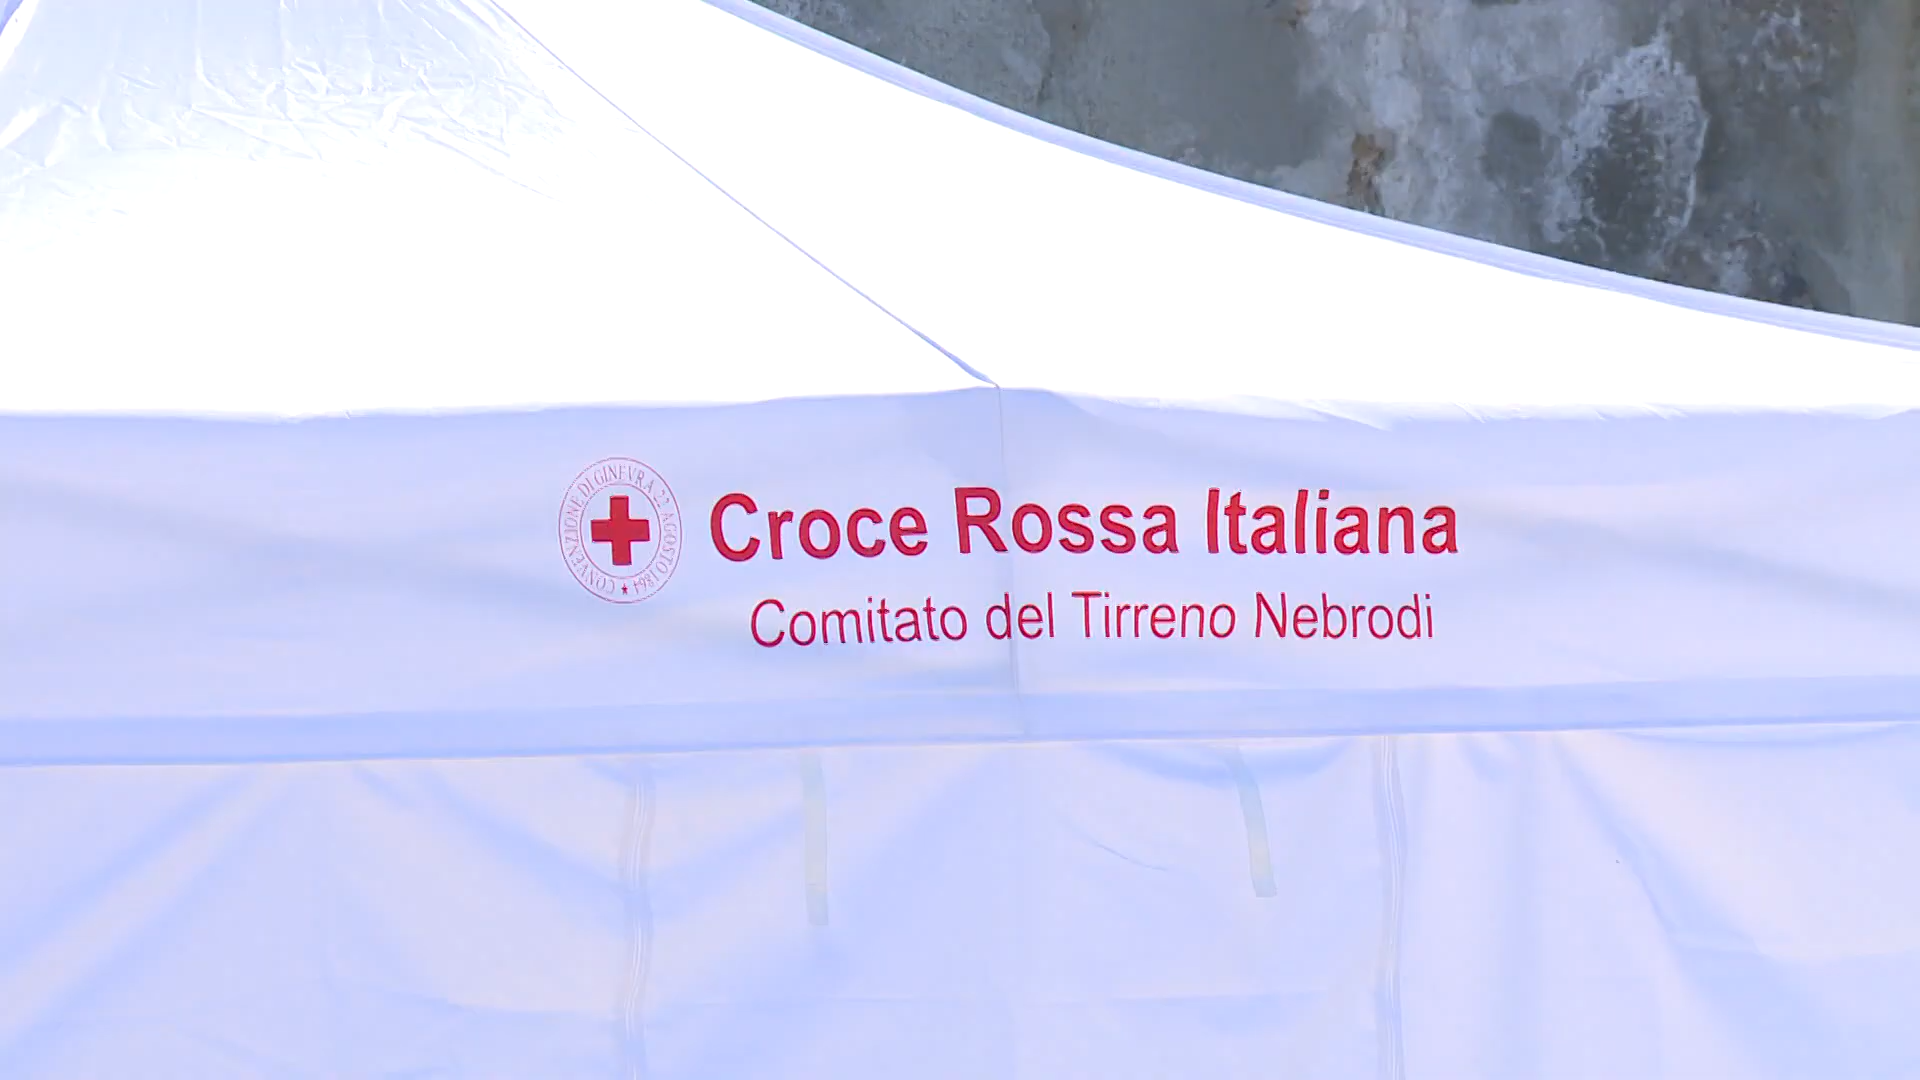 CONVENZIONE DI GINEVRA 22 AGOSTO 1864
Croce Rossa Italiana
Comitato del Tirreno Nebrodi